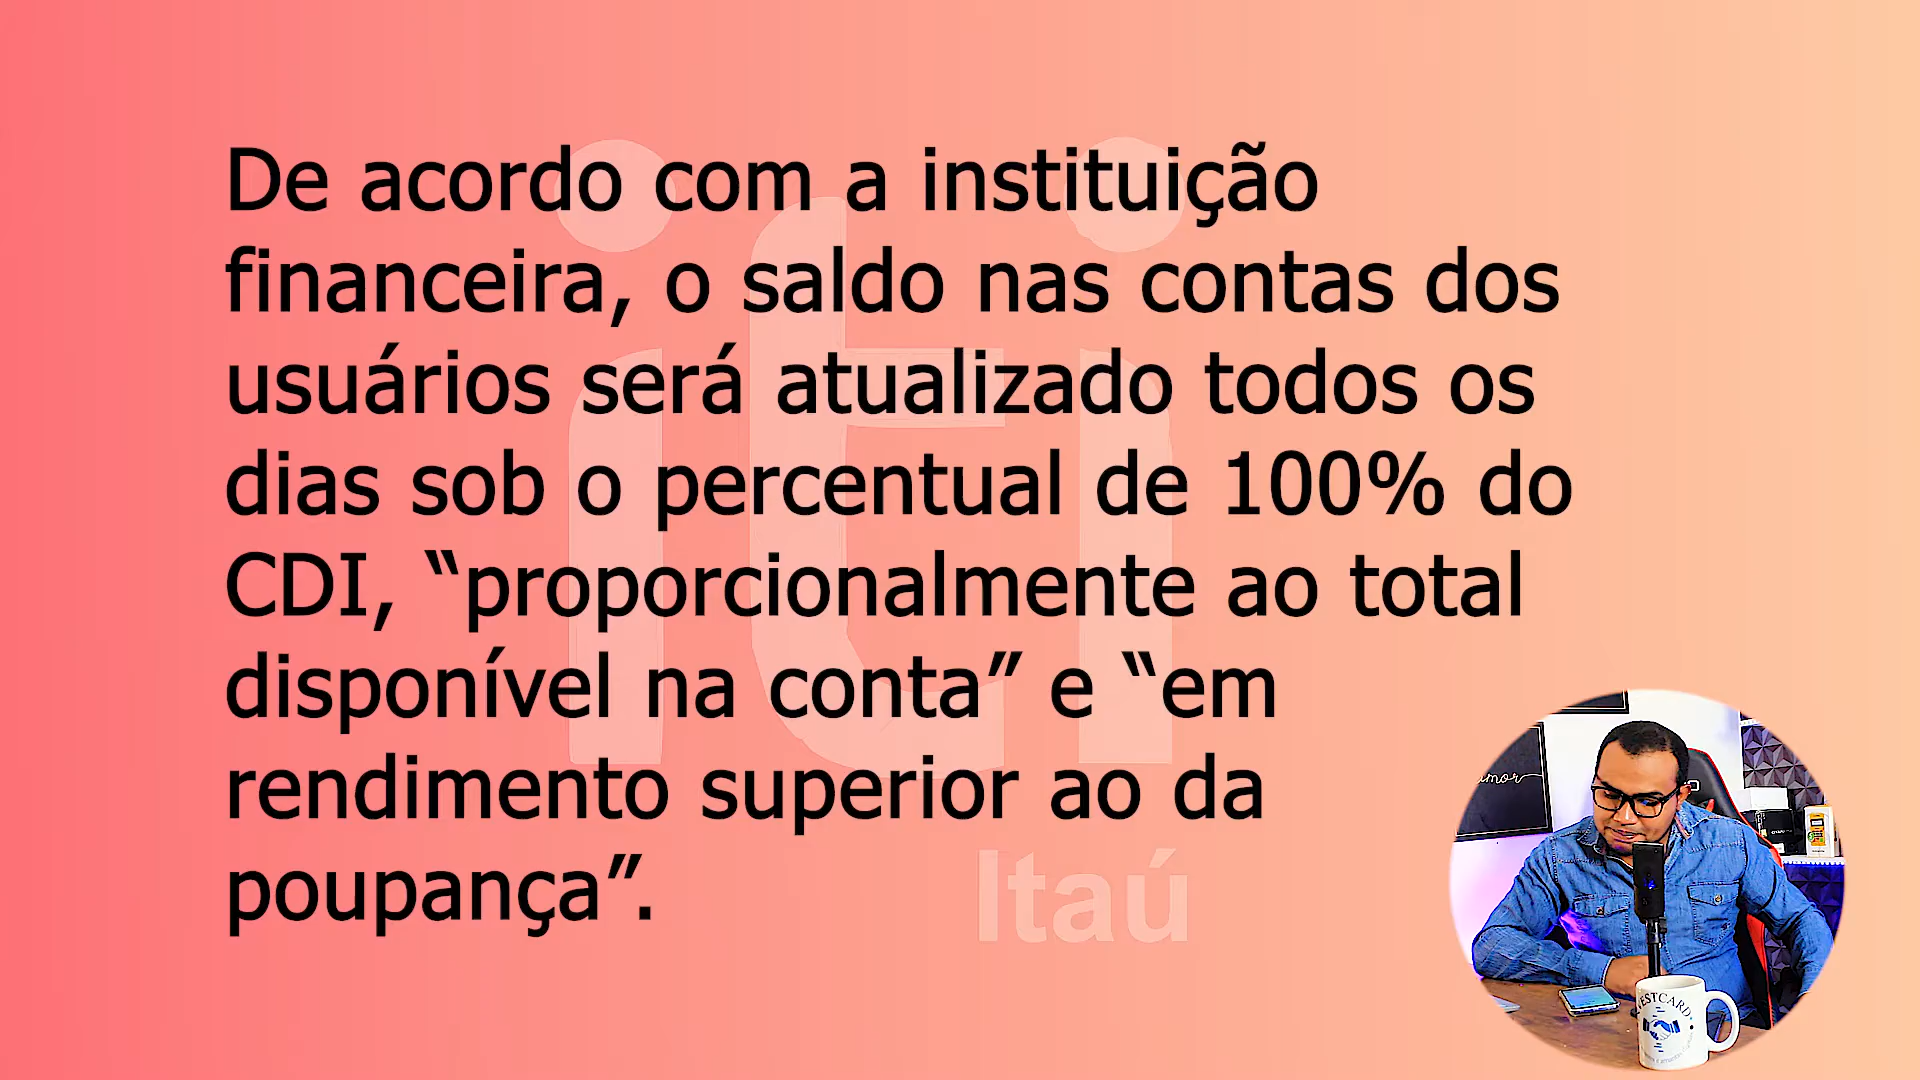 De acordo com a instituição
financeira, o saldo nas contas dos
usuários será atualizado todos os
dias sob o percentual de 100% do
CDI, “proporcionalmente ao total
disponível na conta” e “em
rendimento superior ao da
poupança”.
iti
Itaú